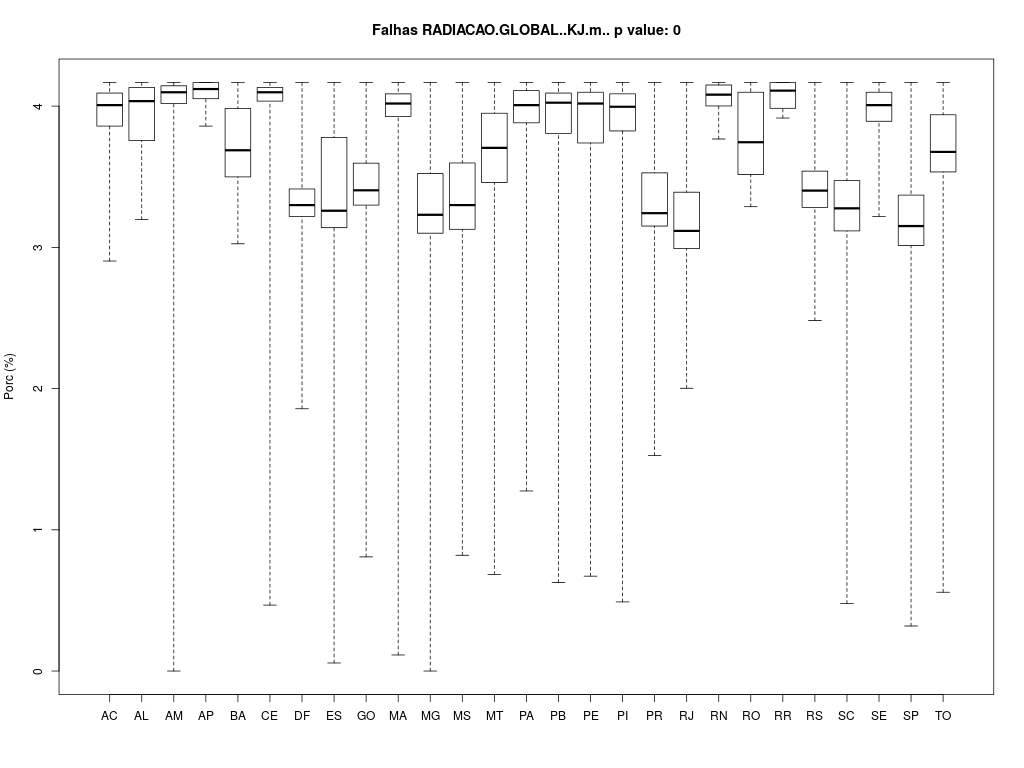 Falhas RADIACAO.GLOBAL..KJ.m.. p value: 0
Porc (%)
4
3
2
1
0
AC AL AM AP BA CE DF ES GO MA MG MS MT PA PB PE PI PR RJ RN RO RR RS SC SE SP TO